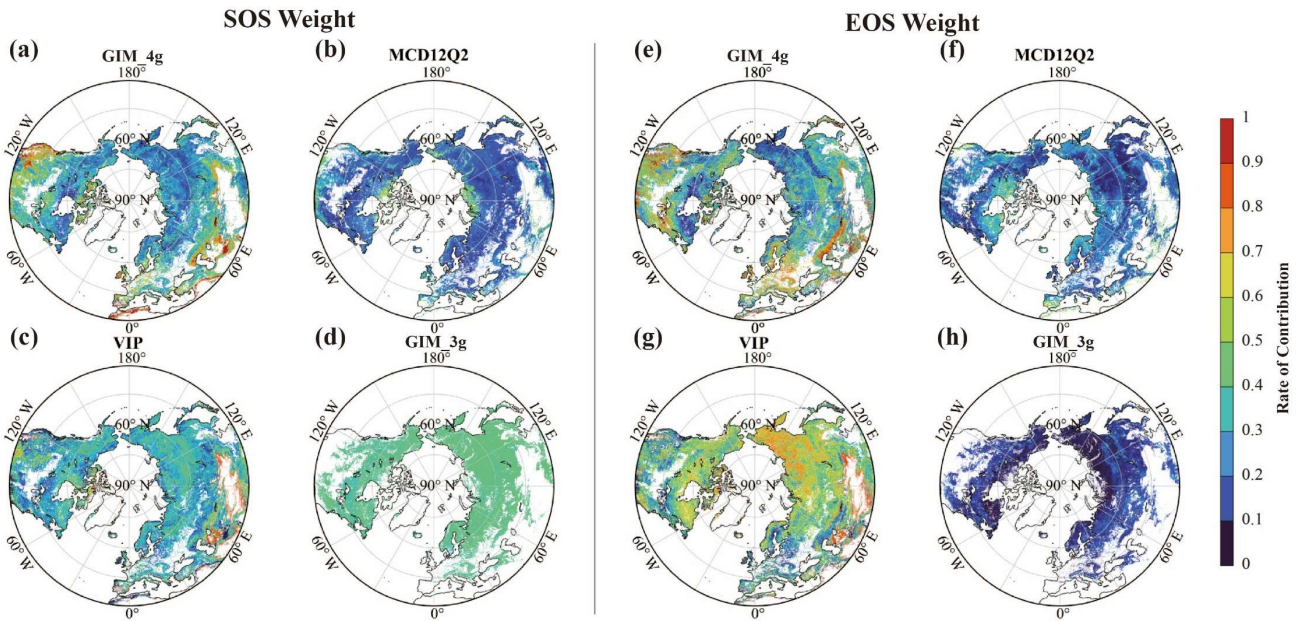 SOS Weight
EOS Weight
(a)
GIM_4g
180°
120° W
120° E
60° N
90° N
60° W
60° E
0°
(b)
MCD12Q2
180°
120° W
120° E
60° N
90° N
60° W
60° E
0°
(e)
GIM_4g
180°
120° W
120° E
60° N
90° N
60° W
60° E
0°
(f)
MCD12Q2
180°
120° W
120° E
60° N
90° N
60° W
60° E
0°
(c)
VIP
180°
120° W
120° E
60° N
90° N
60° W
60° E
0°
(d)
GIM_3g
180°
120° W
120° E
60° N
90° N
60° W
60° E
0°
(g)
VIP
180°
120° W
120° E
60° N
90° N
60° W
60° E
0°
(h)
GIM_3g
180°
120° W
120° E
60° N
90° N
60° W
60° E
0°
1
0.9
0.8
0.7
0.6
0.5
0.4
0.3
0.2
0.1
0
Rate of Contribution